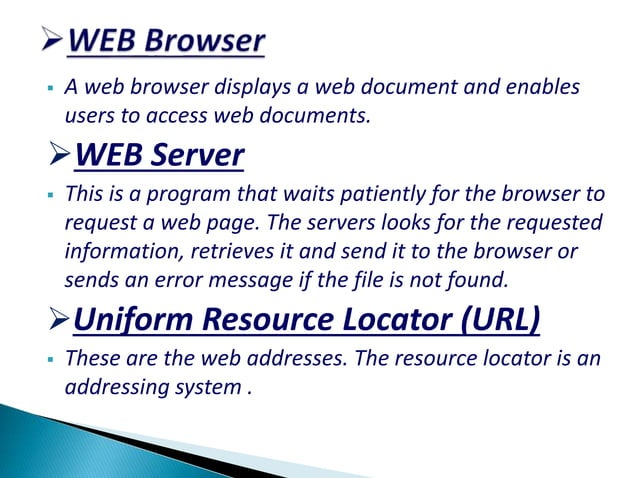 ➢WEB Browser
▪ A web browser displays a web document and enables
users to access web documents.
➢WEB Server
▪ This is a program that waits patiently for the browser to
request a web page. The servers looks for the requested
information, retrieves it and send it to the browser or
sends an error message if the file is not found.
➢Uniform Resource Locator (URL)
▪ These are the web addresses. The resource locator is an
addressing system .